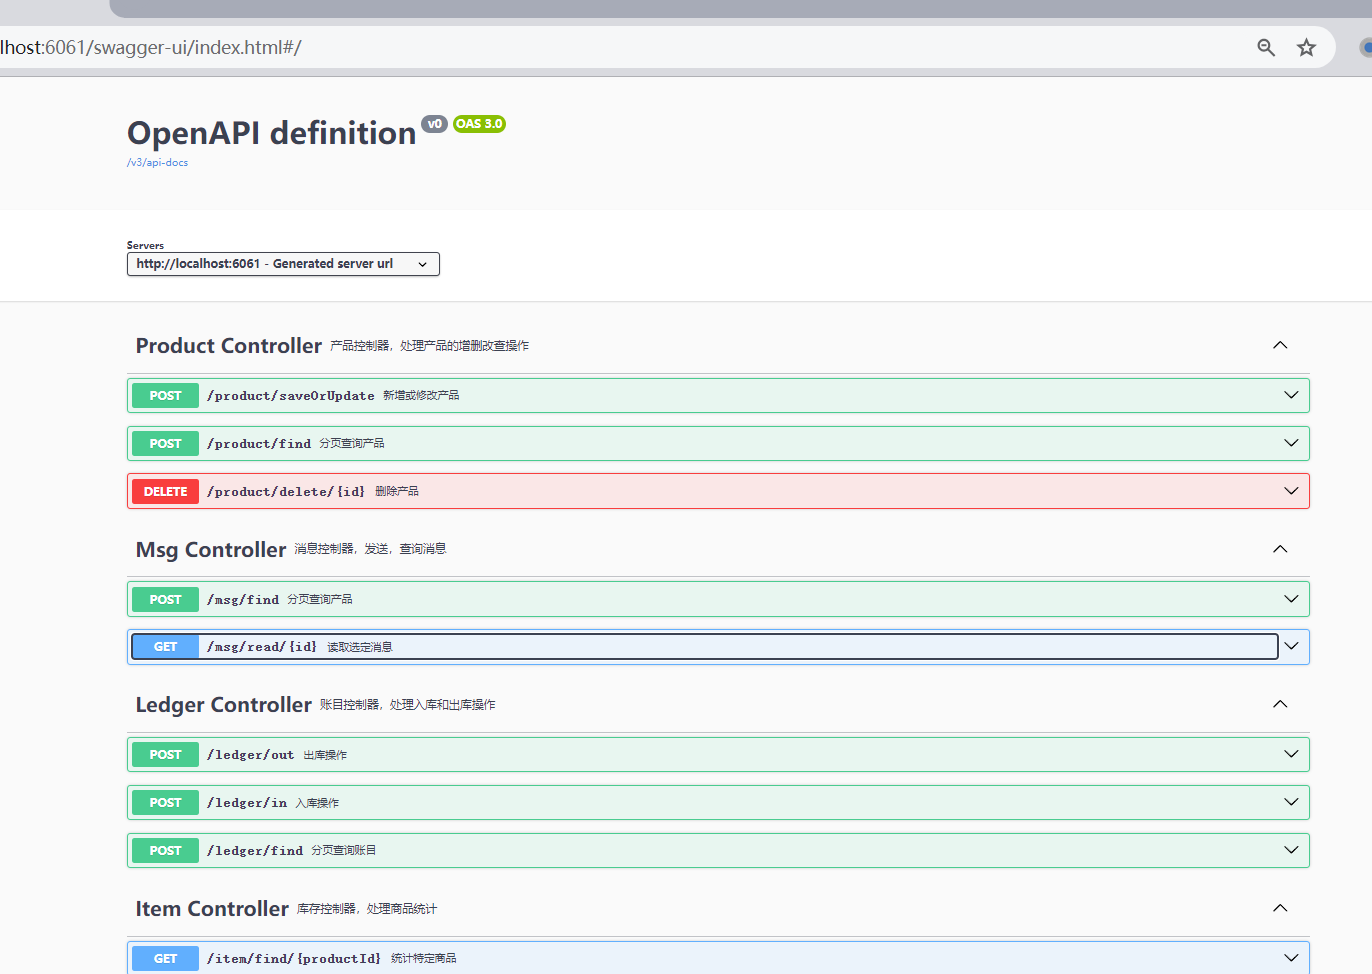 lhost:6061/swagger-ui/index.html#/
OpenAPI definition v0 OAS 3.0
/v3/api-docs
Servers
http://localhost:6061 - Generated server url
Product Controller 产品控制器，处理产品的增删改查操作
POST /product/saveOrUpdate 新增或修改产品
POST /product/find 分页查询产品
DELETE /product/delete/{id} 删除产品
Msg Controller 消息控制器，发送，查询消息
POST /msg/find 分页查询产品
GET /msg/read/{id} 读取选定消息
Ledger Controller 账目控制器，处理入库和出库操作
POST /ledger/out 出库操作
POST /ledger/in 入库操作
POST /ledger/find 分页查询账目
Item Controller 库存控制器，处理商品统计
GET /item/find/{productId} 统计特定商品